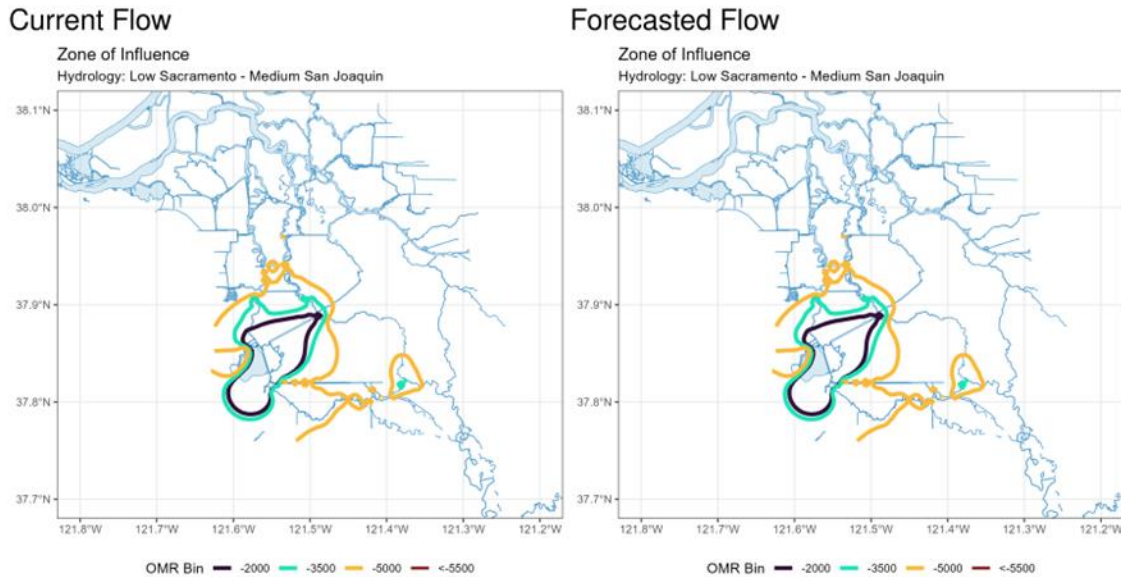 Current Flow
Zone of Influence
Hydrology: Low Sacramento - Medium San Joaquin
38.1°N
38.0°N
37.9°N
37.8°N
37.7°N
121.8°W 121.7°W 121.6°W 121.5°W 121.4°W 121.3°W 121.2°W
OMR Bin -2000 -3500 -5000 <-5500
Forecasted Flow
Zone of Influence
Hydrology: Low Sacramento - Medium San Joaquin
38.1°N
38.0°N
37.9°N
37.8°N
37.7°N
121.8°W 121.7°W 121.6°W 121.5°W 121.4°W 121.3°W 121.2°W
OMR Bin -2000 -3500 -5000 <-5500